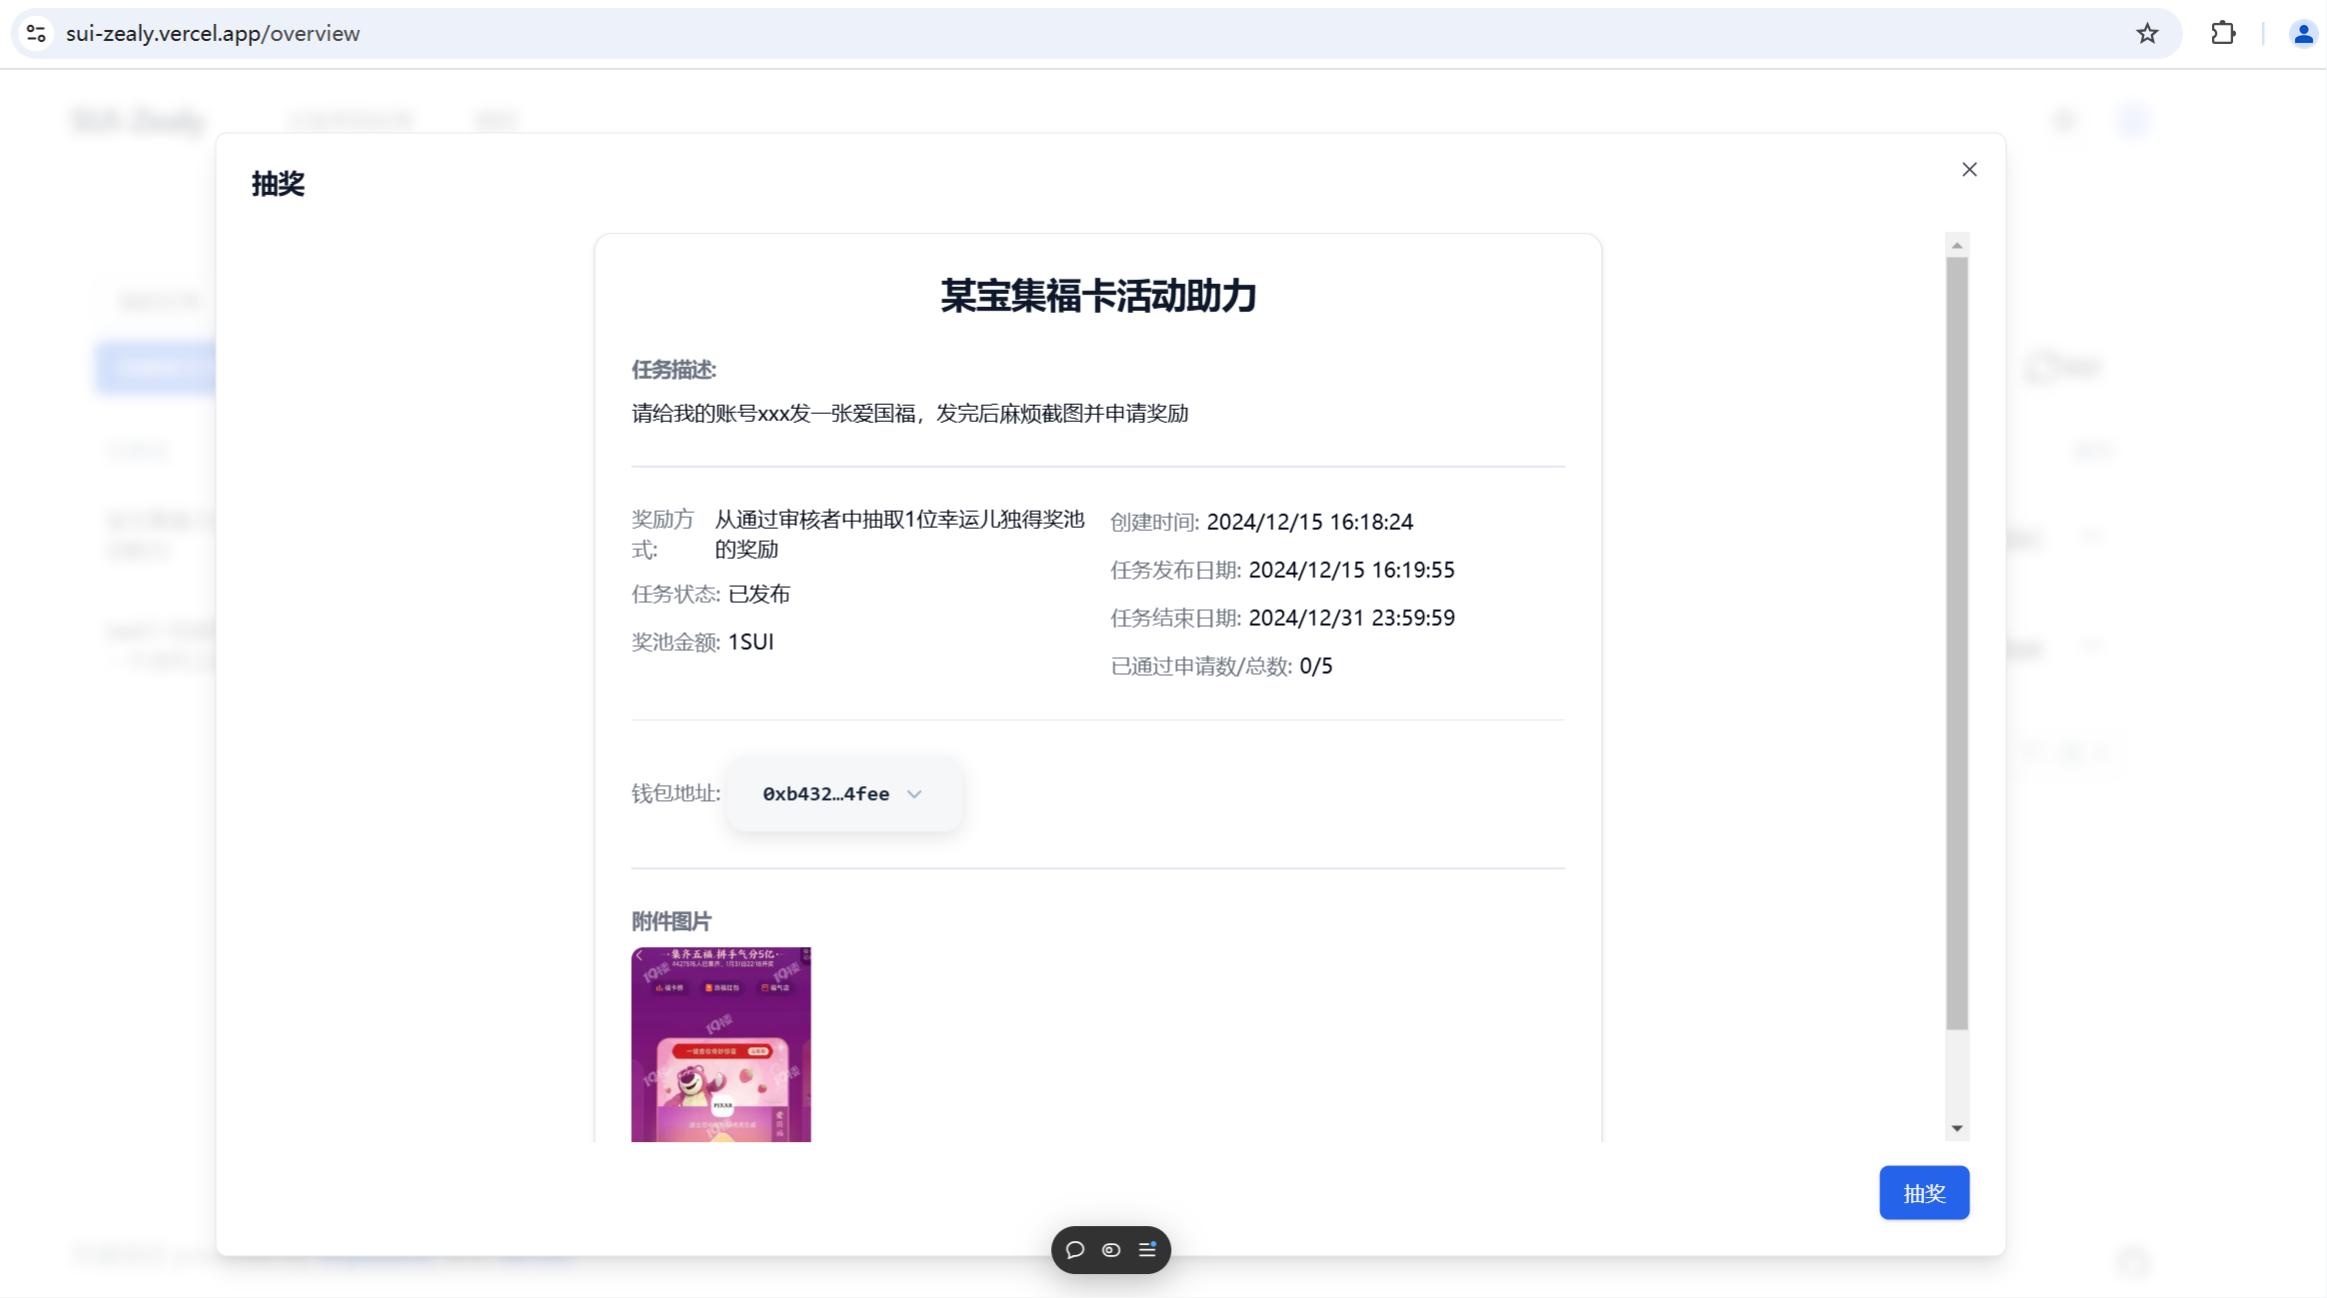 sui-zealy.vercel.app/overview
SUI-Zealy
抽奖
某宝集福卡活动助力
任务描述:
请给我的账号xxx发一张爱国福，发完后麻烦截图并申请奖励
奖励方式: 从通过审核者中抽取1位幸运儿独得奖池的奖励
任务状态: 已发布
奖池金额: 1SUI
创建时间: 2024/12/15 16:18:24
任务发布日期: 2024/12/15 16:19:55
任务结束日期: 2024/12/31 23:59:59
已通过申请数/总数: 0/5
钱包地址: 0xb432…4fee
附件图片
集齐五福 拼手气分5亿
PIXAR
爱国福
抽奖